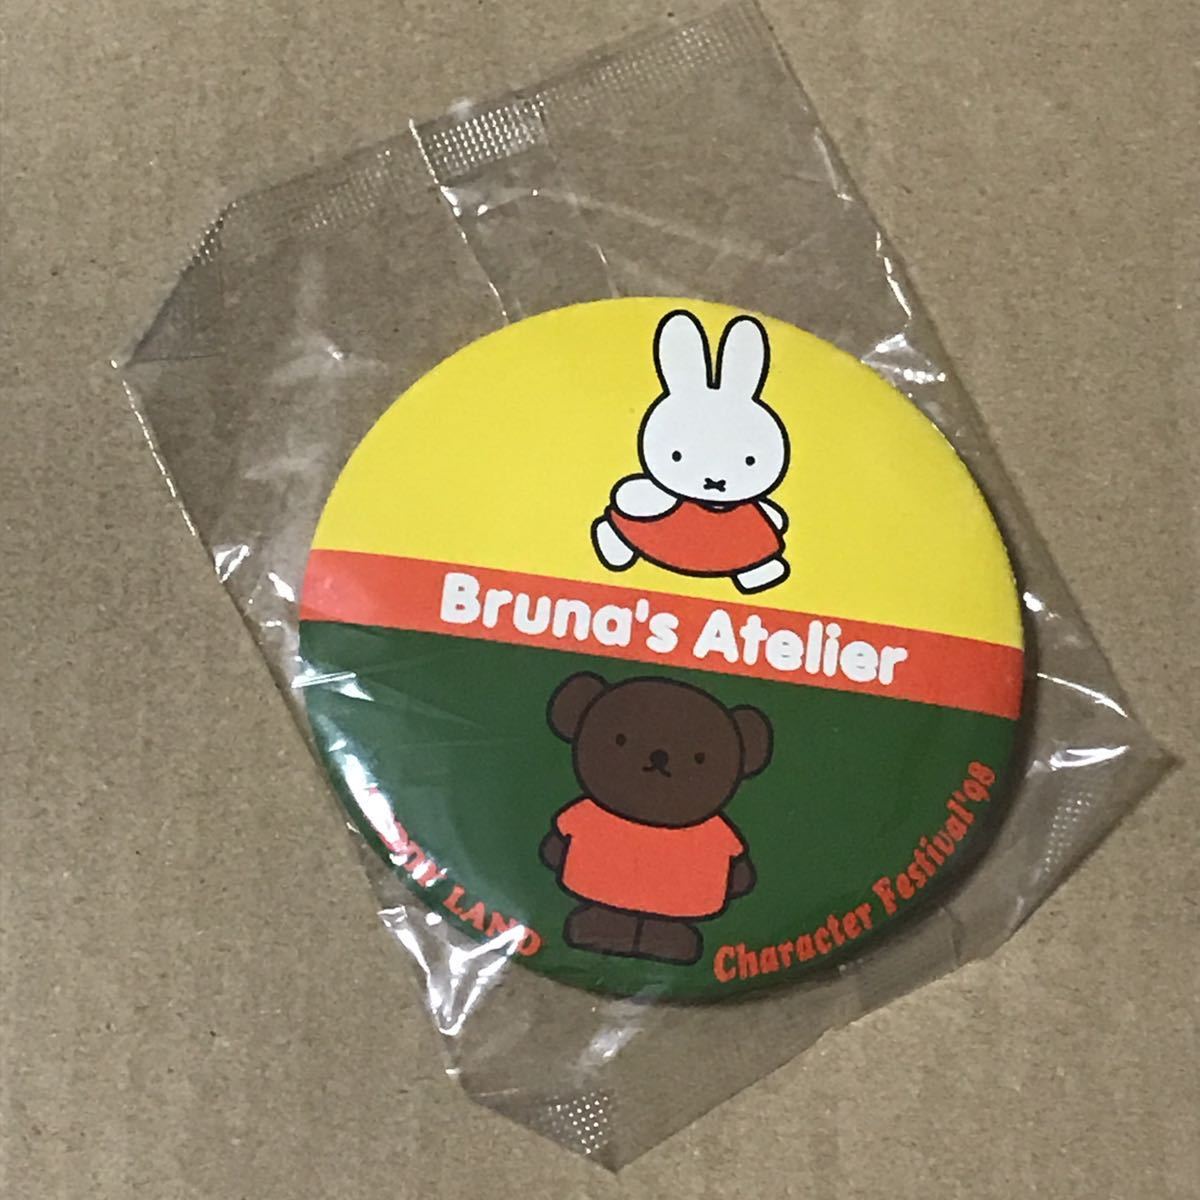 Bruna's Atelier
LAND
Character Festival'98